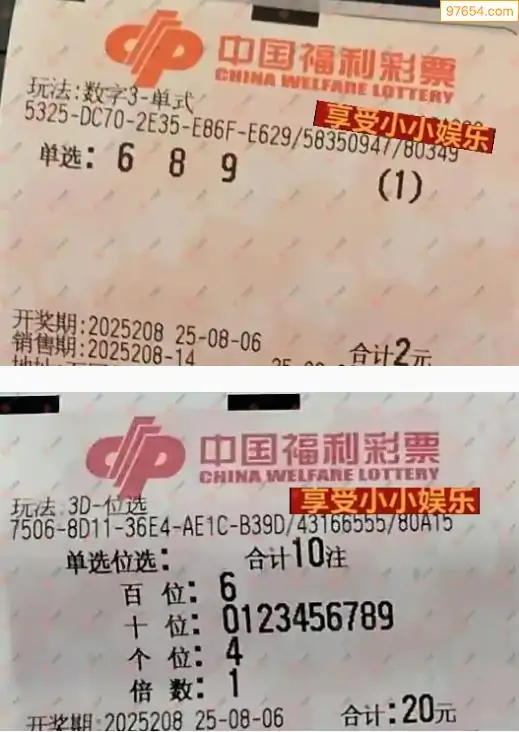 97654.com
中国福利彩票
CHINA WELFARE LOTTERY
玩法:数字3-单式
享受小小娱乐
5325-DC70-2E35-E86F-E629/58350947/80349
单选: 6 8 9 (1)
开奖期:2025208 25-08-06
销售期:2025208-14
合计2元
中国福利彩票
CHINA WELFARE LOTTERY
玩法:3D-位选
享受小小娱乐
7506-8D11-36E4-AE1C-B39D/43166555/80A15
单选位选: 合计10注
百 位: 6
十 位: 0123456789
个 位: 4
倍 数: 1
开奖期:2025208 25-08-06 合计:20元